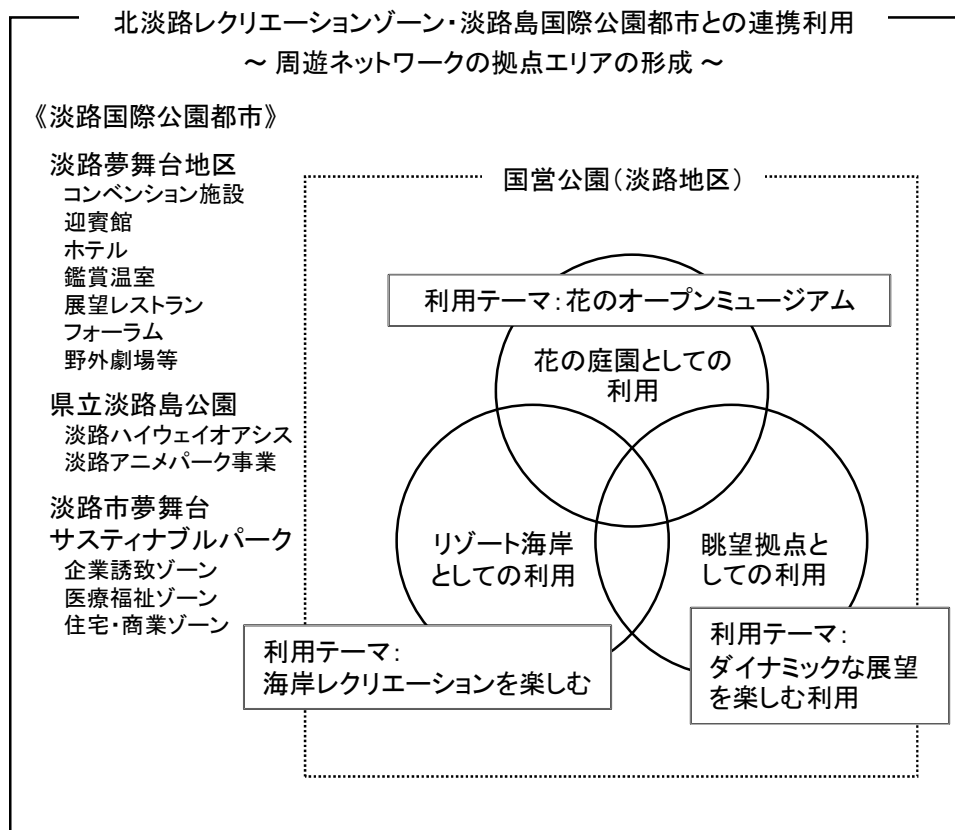 北淡路レクリエーションゾーン・淡路島国際公園都市との連携利用
～ 周遊ネットワークの拠点エリアの形成 ～
《淡路国際公園都市》
淡路夢舞台地区
コンベンション施設
迎賓館
ホテル
鑑賞温室
展望レストラン
フォーラム
野外劇場等
県立淡路島公園
淡路ハイウェイオアシス
淡路アニメパーク事業
淡路市夢舞台
サスティナブルパーク
企業誘致ゾーン
医療福祉ゾーン
住宅・商業ゾーン
国営公園（淡路地区）
利用テーマ：花のオープンミュージアム
花の庭園としての
利用
リゾート海岸
としての利用
眺望拠点と
しての利用
利用テーマ：
海岸レクリエーションを楽しむ
利用テーマ：
ダイナミックな展望
を楽しむ利用